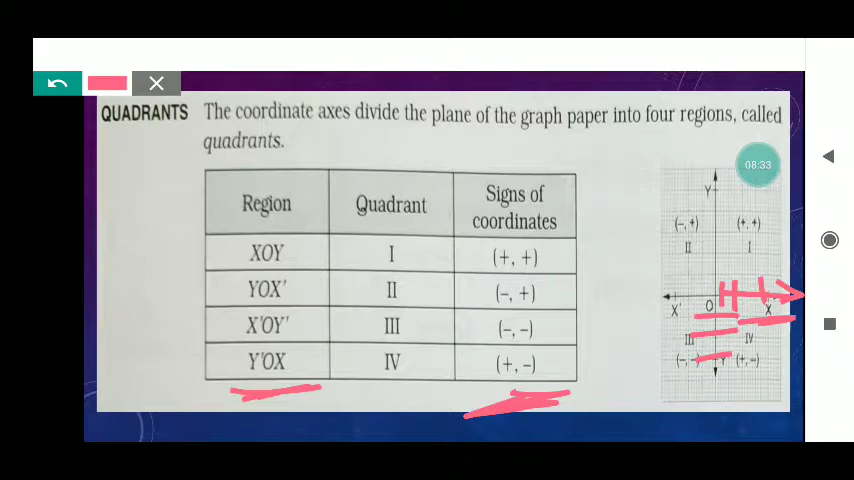 QUADRANTS The coordinate axes divide the plane of the graph paper into four regions, called
quadrants.
Region Quadrant Signs of coordinates
XOY I (+, +)
YOX' II (–, +)
X'OY' III (–, –)
Y'OX IV (+, –)
08:33
Y
(–, +) (+, +)
II I
X' O X
III IV
(–, –) Y' (+, –)